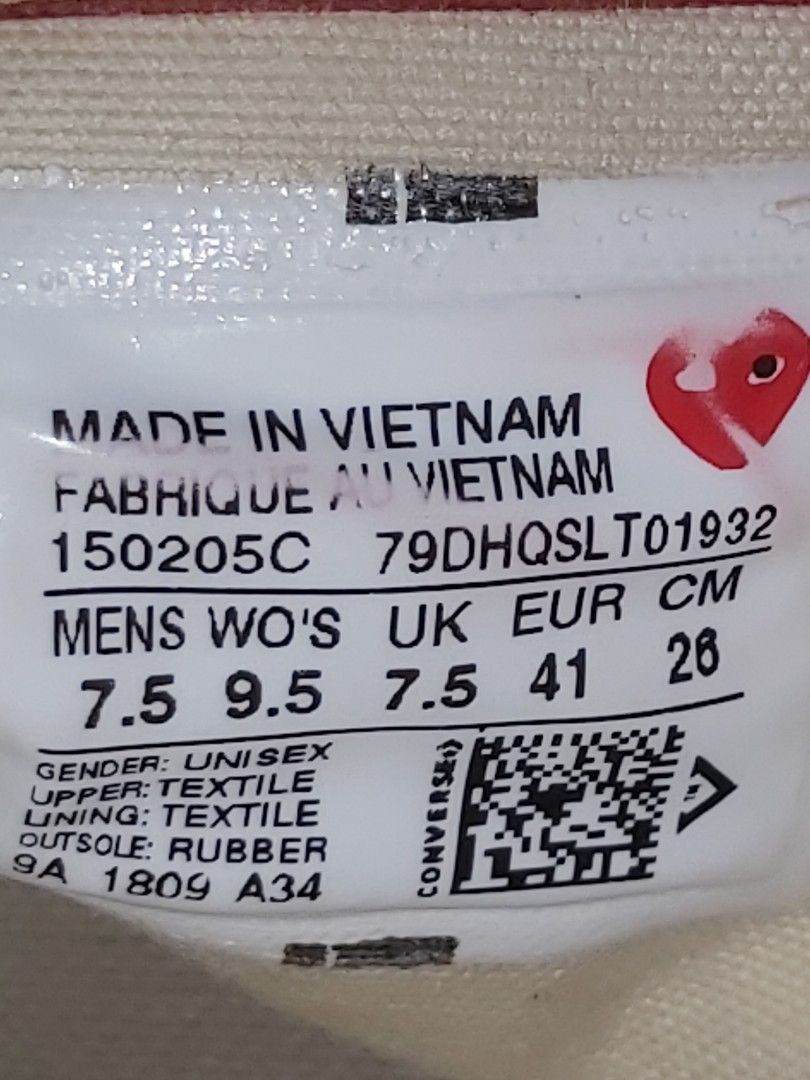 MADE IN VIETNAM
FABRIQUE AU VIETNAM
150205C 79DHQSLT01932
MENS WO'S UK EUR CM
7.5 9.5 7.5 41 26
GENDER: UNISEX
UPPER: TEXTILE
LINING: TEXTILE
OUTSOLE: RUBBER
9A 1809 A34
CONVERSE